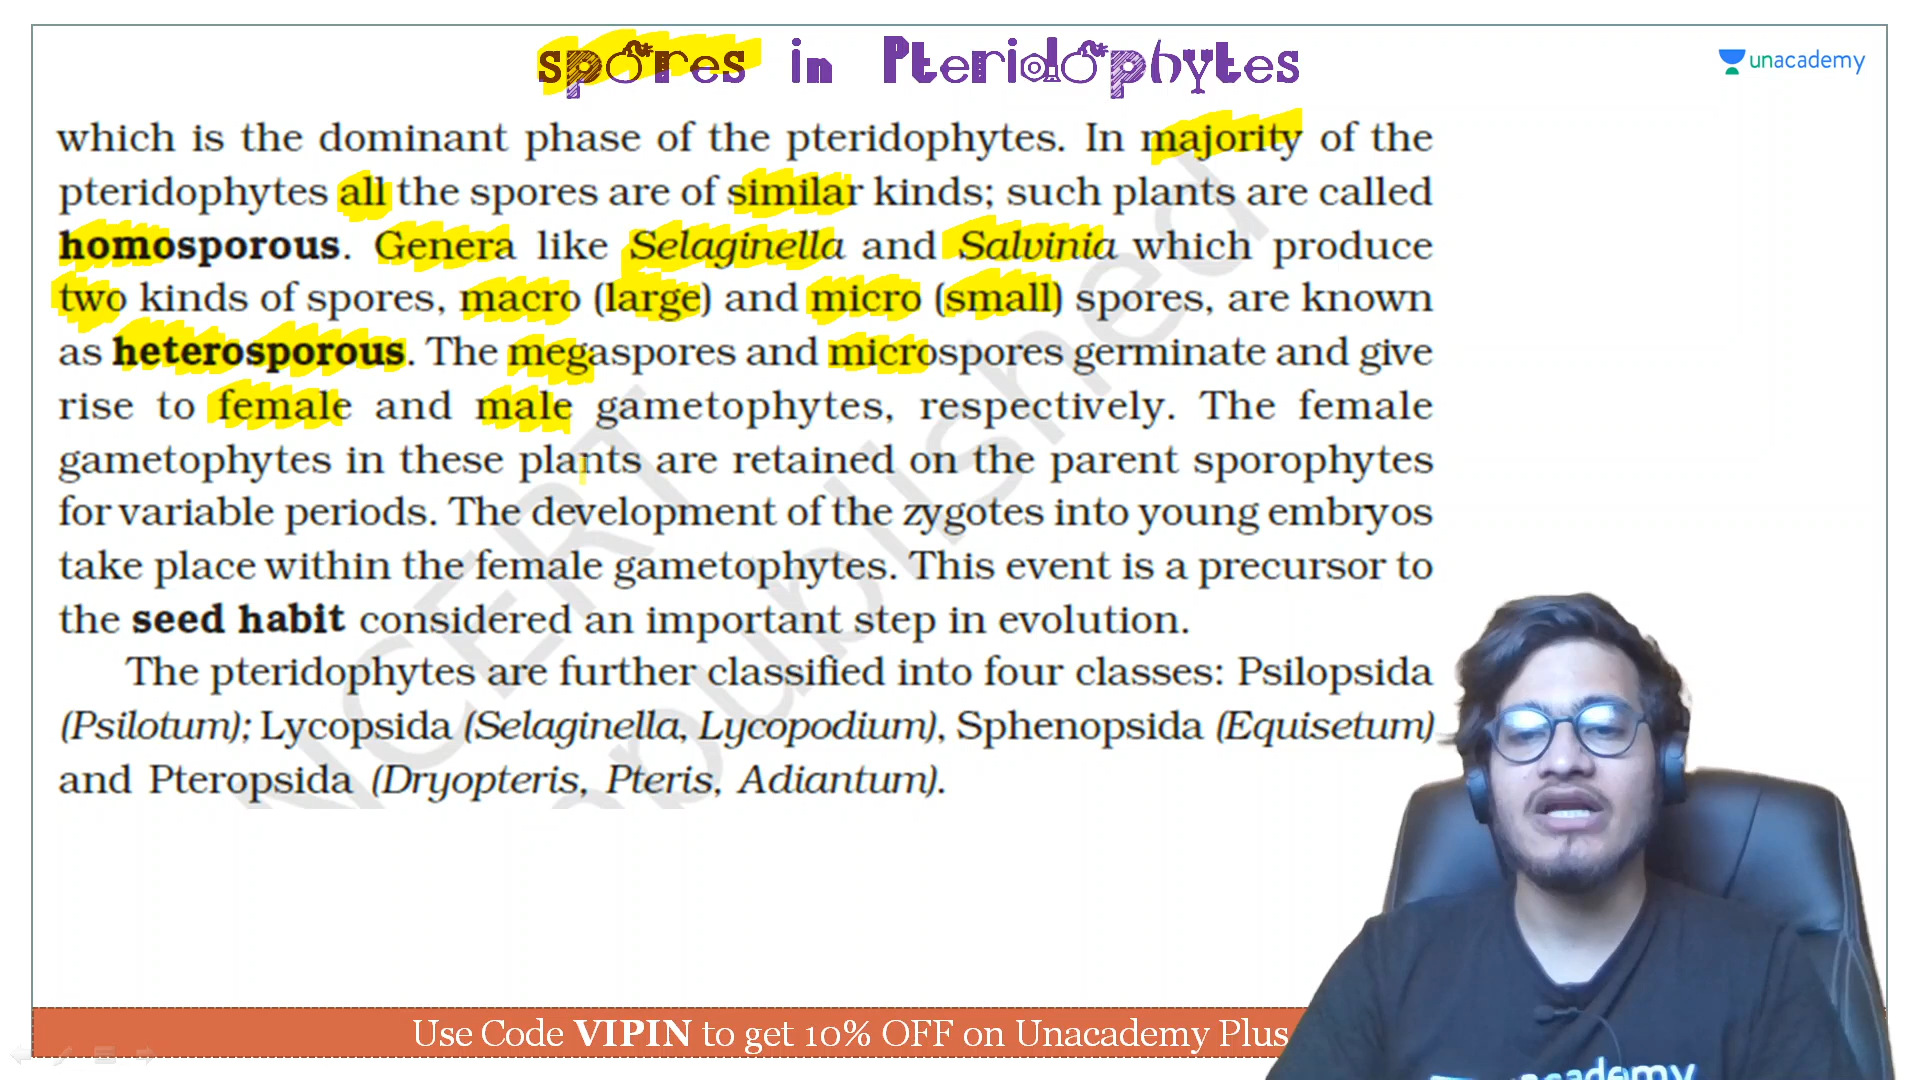 spores in Pteridophytes
unacademy
which is the dominant phase of the pteridophytes. In majority of the
pteridophytes all the spores are of similar kinds; such plants are called
homosporous. Genera like Selaginella and Salvinia which produce
two kinds of spores, macro (large) and micro (small) spores, are known
as heterosporous. The megaspores and microspores germinate and give
rise to female and male gametophytes, respectively. The female
gametophytes in these plants are retained on the parent sporophytes
for variable periods. The development of the zygotes into young embryos
take place within the female gametophytes. This event is a precursor to
the seed habit considered an important step in evolution.
The pteridophytes are further classified into four classes: Psilopsida
(Psilotum); Lycopsida (Selaginella, Lycopodium), Sphenopsida (Equisetum)
and Pteropsida (Dryopteris, Pteris, Adiantum).
NCERT
republished
Use Code VIPIN to get 10% OFF on Unacademy Plus